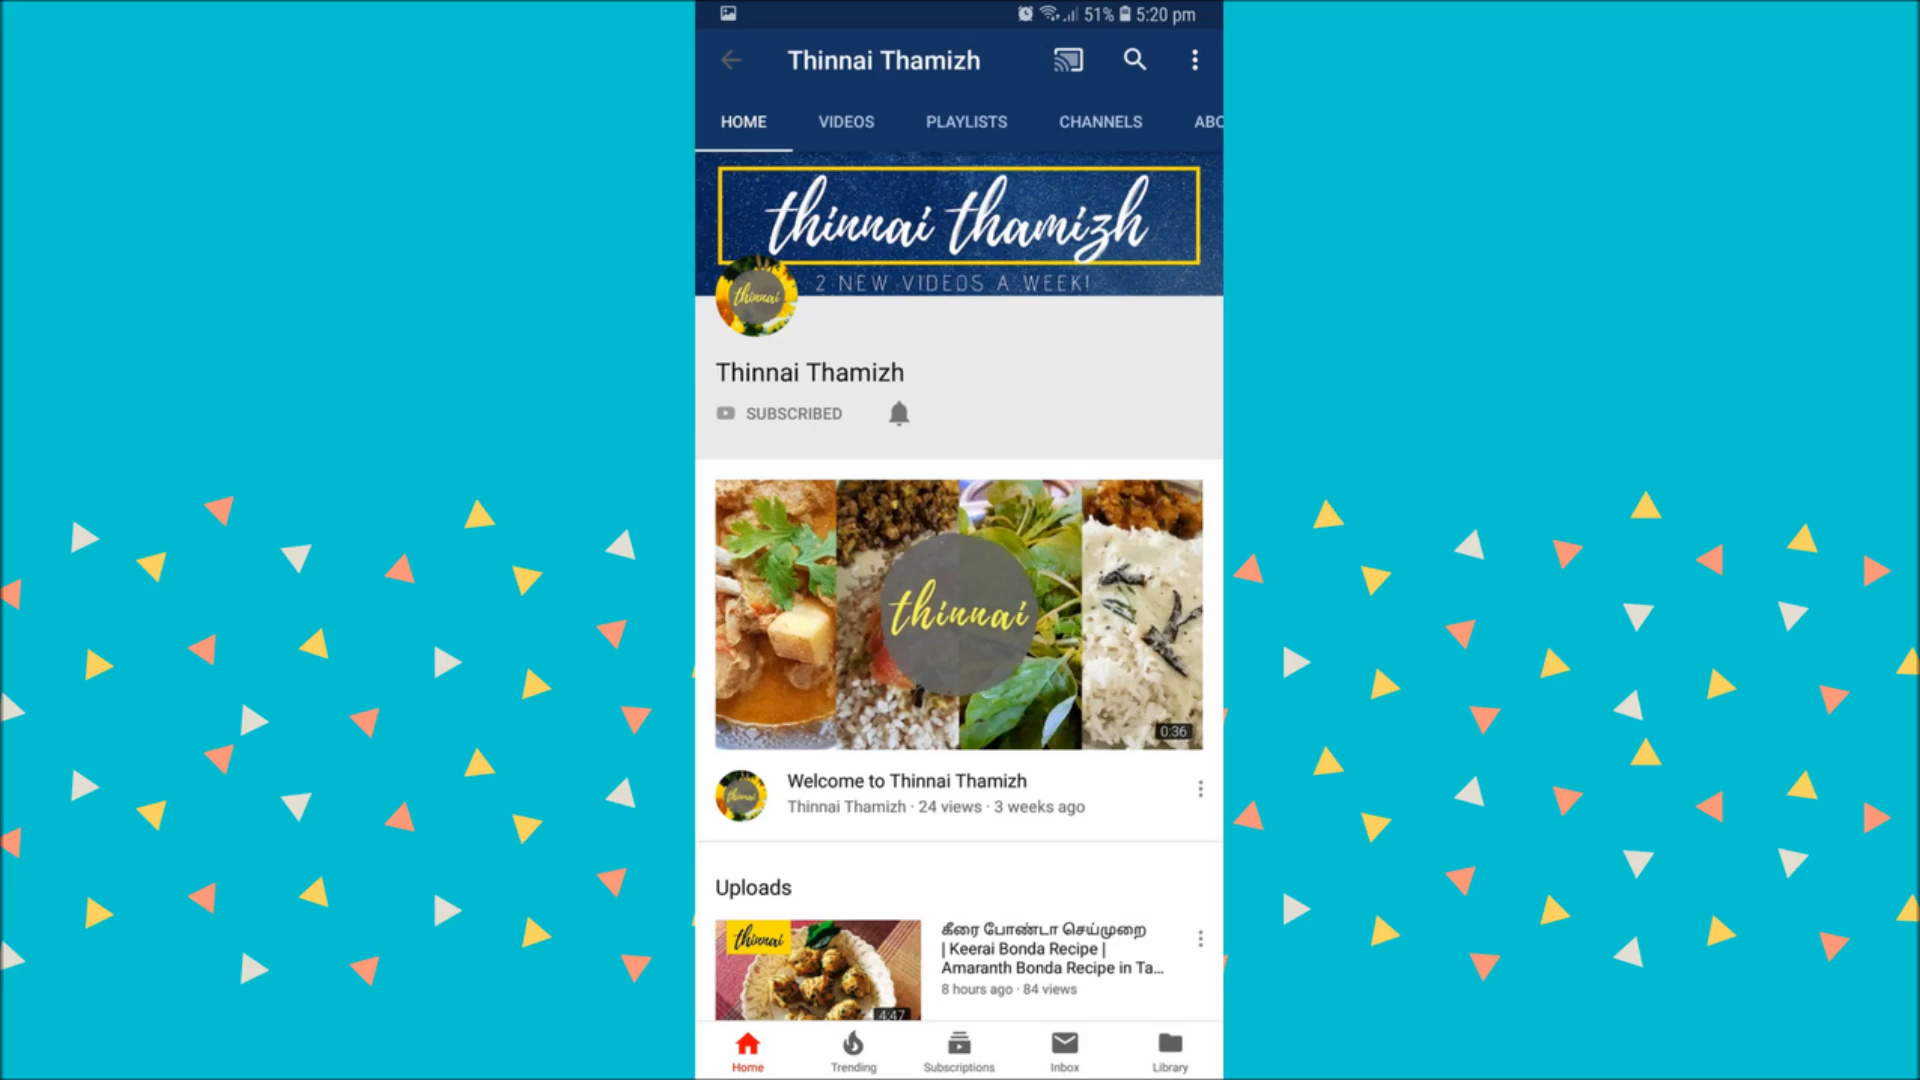 51% 5:20 pm
Thinnai Thamizh
HOME VIDEOS PLAYLISTS CHANNELS ABO
thinnai thamizh
2 NEW VIDEOS A WEEK!
thinnai
Thinnai Thamizh
SUBSCRIBED
thinnai
0:36
thinnai
Welcome to Thinnai Thamizh
Thinnai Thamizh · 24 views · 3 weeks ago
Uploads
thinnai
கீரை போண்டா செய்முறை
| Keerai Bonda Recipe |
Amaranth Bonda Recipe in Ta...
8 hours ago · 84 views
4:47
Home Trending Subscriptions Inbox Library